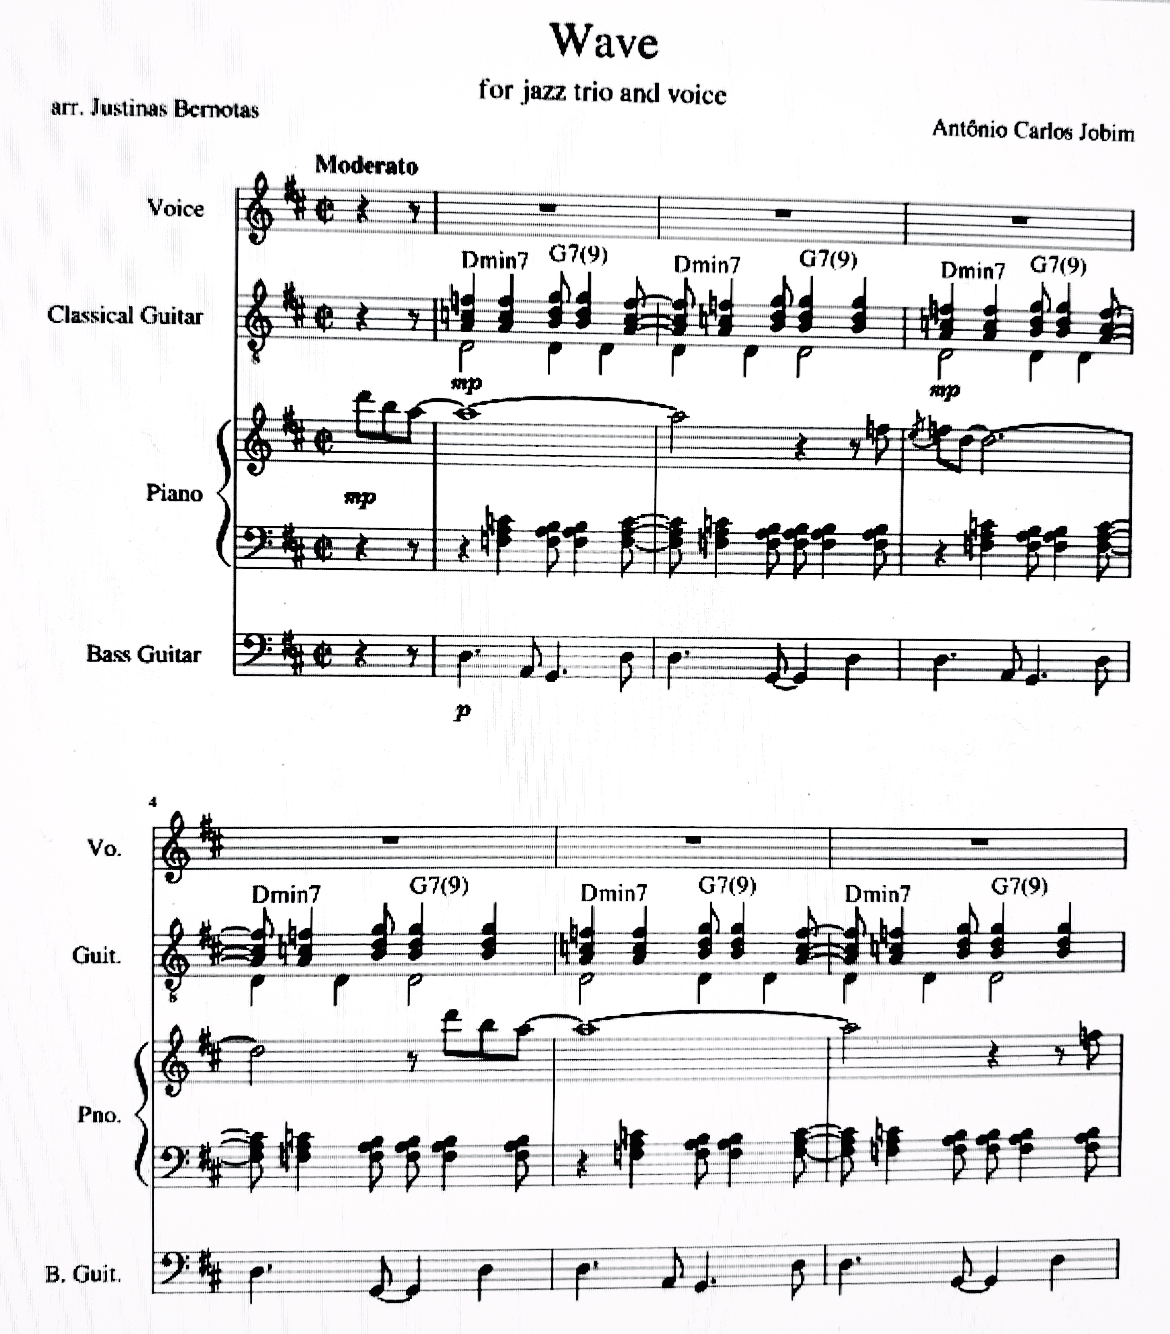 Wave
for jazz trio and voice
arr. Justinas Bernotas
Antônio Carlos Jobim
Moderato
Voice
Classical Guitar
Dmin7 G7(9) Dmin7 G7(9) Dmin7 G7(9)
8
mp mp
Piano
mp
Bass Guitar
p
4
Vo.
Guit.
Dmin7 G7(9) Dmin7 G7(9) Dmin7 G7(9)
8
Pno.
B. Guit.